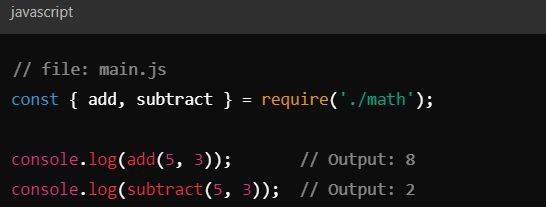 javascript
// file: main.js
const { add, subtract } = require('./math');
console.log(add(5, 3));       // Output: 8
console.log(subtract(5, 3));  // Output: 2